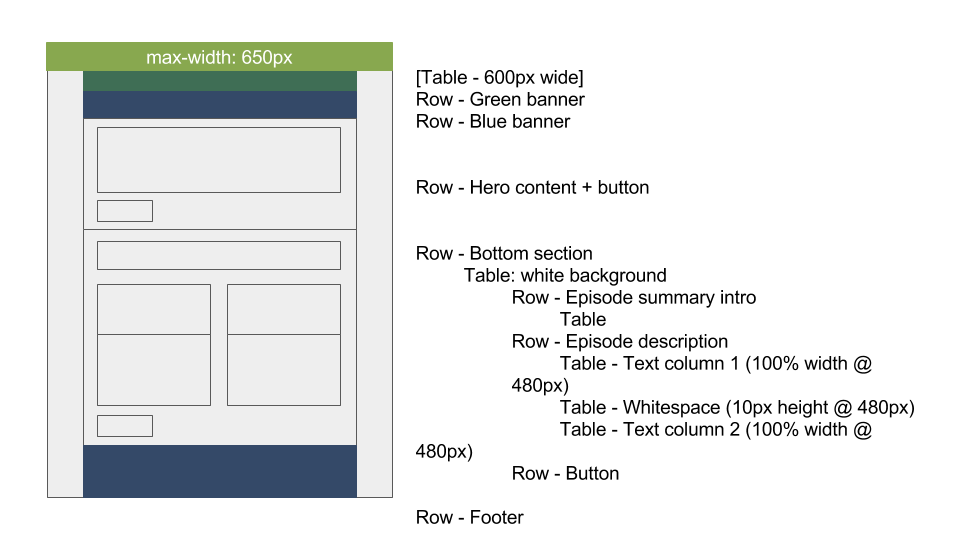 max-width: 650px
[Table - 600px wide]
Row - Green banner
Row - Blue banner
Row - Hero content + button
Row - Bottom section
Table: white background
Row - Episode summary intro
Table
Row - Episode description
Table - Text column 1 (100% width @
480px)
Table - Whitespace (10px height @ 480px)
Table - Text column 2 (100% width @
480px)
Row - Button
Row - Footer